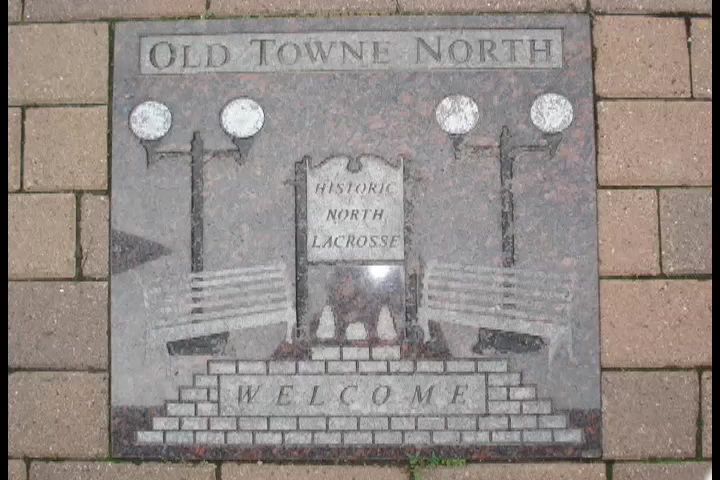 OLD TOWNE NORTH
HISTORIC
NORTH
LACROSSE
WELCOME